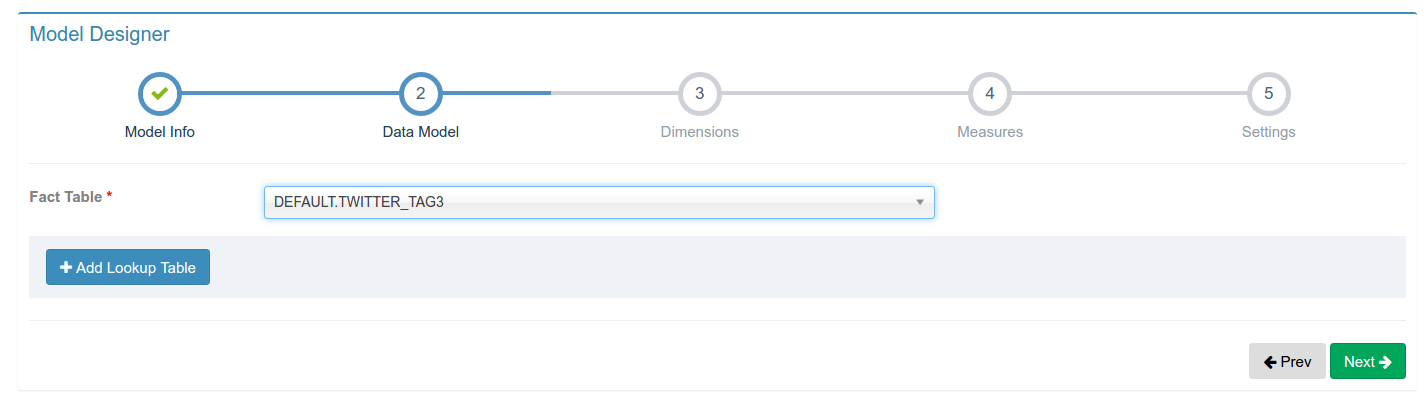 Model Designer
2 3 4 5
Model Info Data Model Dimensions Measures Settings
Fact Table * DEFAULT.TWITTER_TAG3
Add Lookup Table
Prev Next